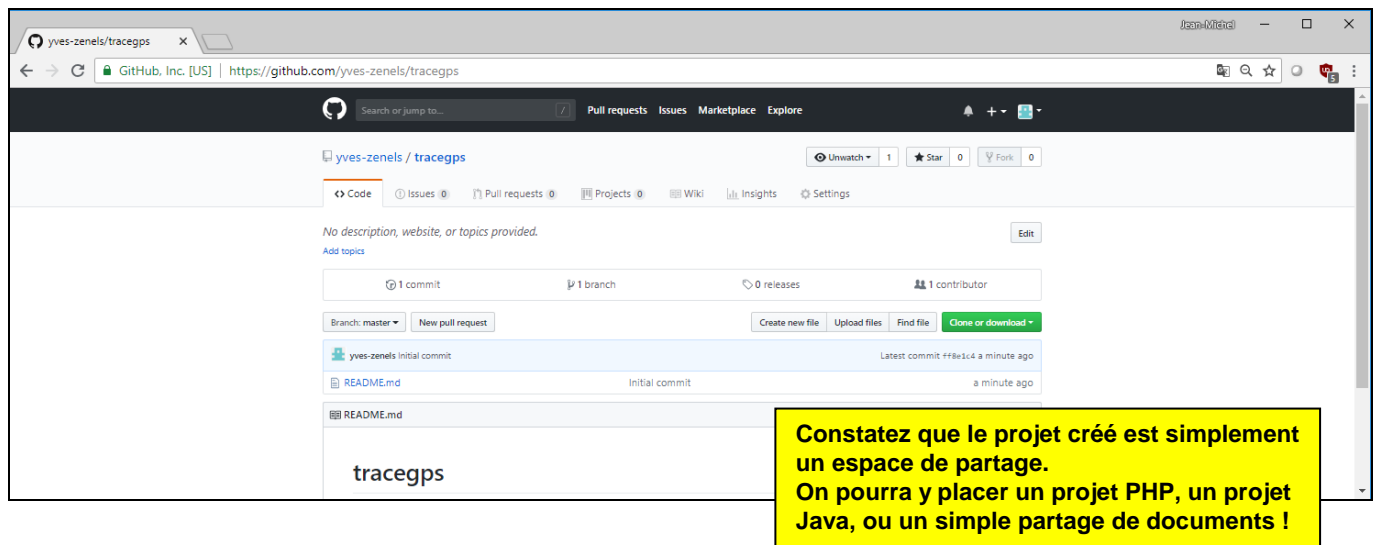 Jean-Michel
yves-zenels/tracegps
GitHub, Inc. [US] | https://github.com/yves-zenels/tracegps
5
Search or jump to... / Pull requests Issues Marketplace Explore
yves-zenels / tracegps Unwatch 1 Star 0 Fork 0
Code Issues 0 Pull requests 0 Projects 0 Wiki Insights Settings
No description, website, or topics provided. Edit
Add topics
1 commit 1 branch 0 releases 1 contributor
Branch: master New pull request Create new file Upload files Find file Clone or download
yves-zenels Initial commit Latest commit ff8e1c4 a minute ago
README.md Initial commit a minute ago
README.md
tracegps
Constatez que le projet créé est simplement
un espace de partage.
On pourra y placer un projet PHP, un projet
Java, ou un simple partage de documents !